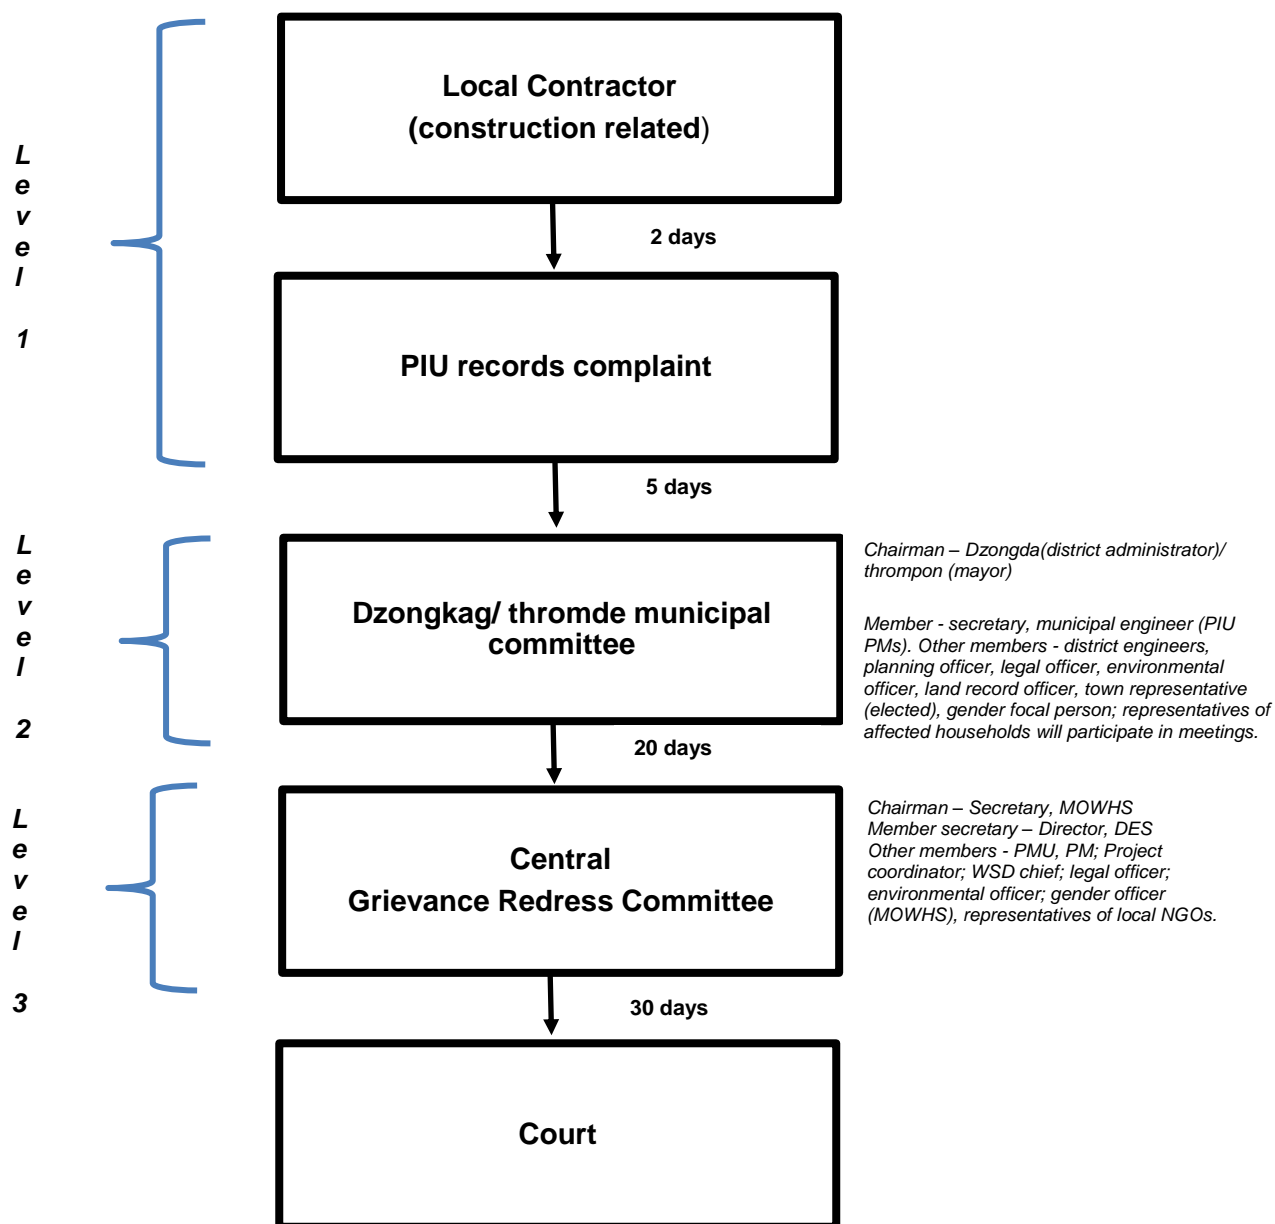 Level 1
Local Contractor
(construction related)
2 days
PIU records complaint
5 days
Level 2
Dzongkag/ thromde municipal
committee
Chairman – Dzongda(district administrator)/
thrompon (mayor)
Member - secretary, municipal engineer (PIU
PMs). Other members - district engineers,
planning officer, legal officer, environmental
officer, land record officer, town representative
(elected), gender focal person; representatives of
affected households will participate in meetings.
20 days
Level 3
Central
Grievance Redress Committee
Chairman – Secretary, MOWHS
Member secretary – Director, DES
Other members - PMU, PM; Project
coordinator; WSD chief; legal officer;
environmental officer; gender officer
(MOWHS), representatives of local NGOs.
30 days
Court